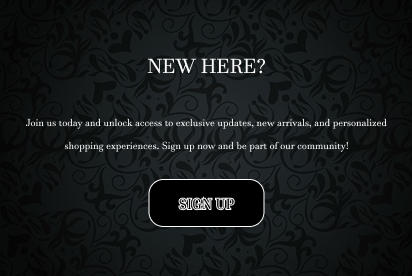 NEW HERE?
Join us today and unlock access to exclusive updates, new arrivals, and personalized
shopping experiences. Sign up now and be part of our community!
SIGN UP